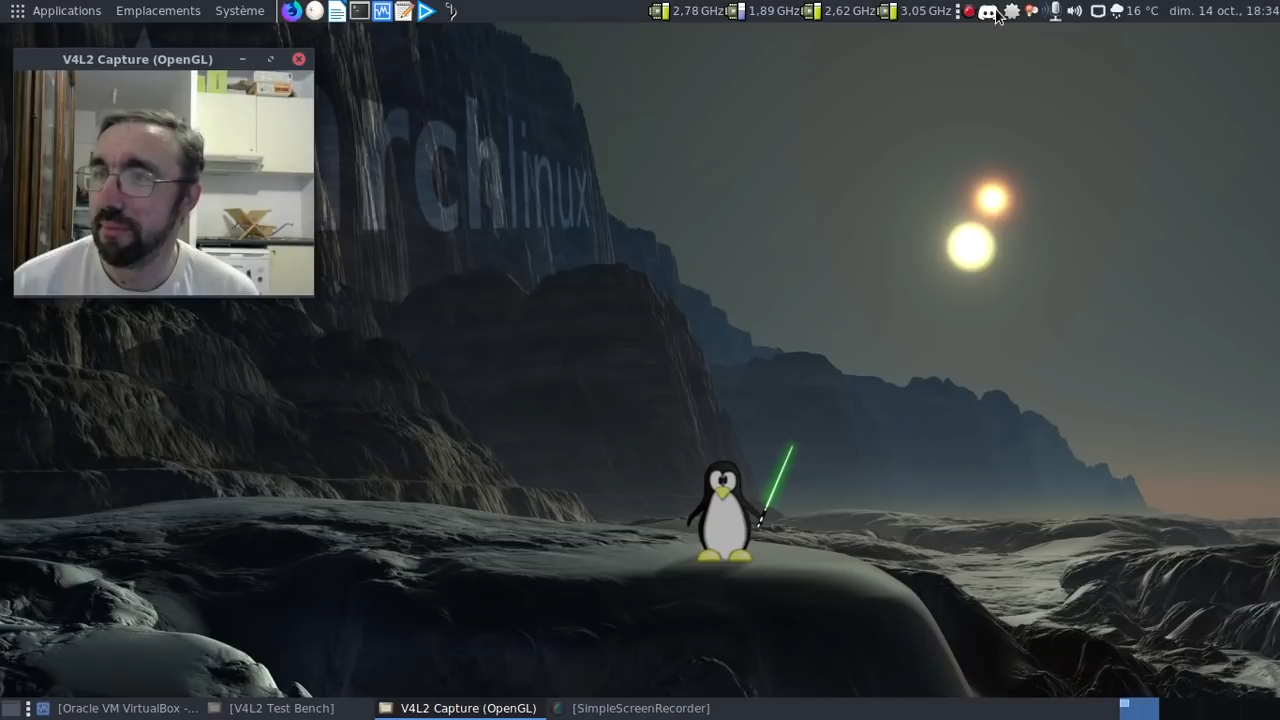 Applications Emplacements Système 2,78 GHz 1,89 GHz 2,62 GHz 3,05 GHz 16 °C dim. 14 oct., 18:34
V4L2 Capture (OpenGL)
rchlinux
[Oracle VM VirtualBox -... [V4L2 Test Bench] V4L2 Capture (OpenGL) [SimpleScreenRecorder]